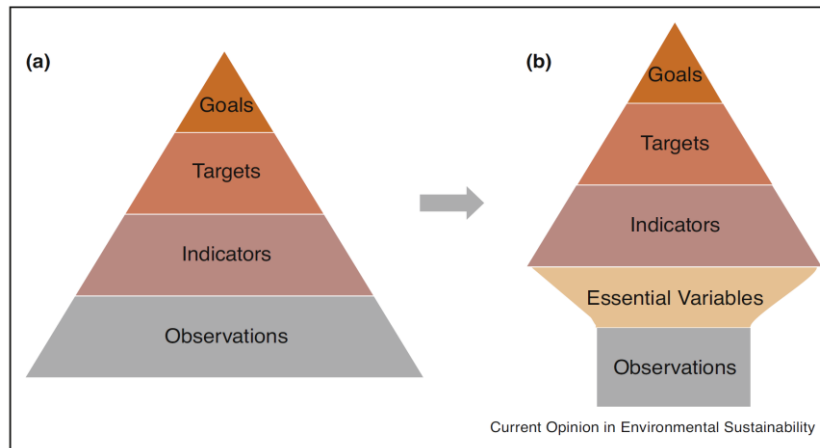 (a)
Goals
Targets
Indicators
Observations
(b)
Goals
Targets
Indicators
Essential Variables
Observations
Current Opinion in Environmental Sustainability